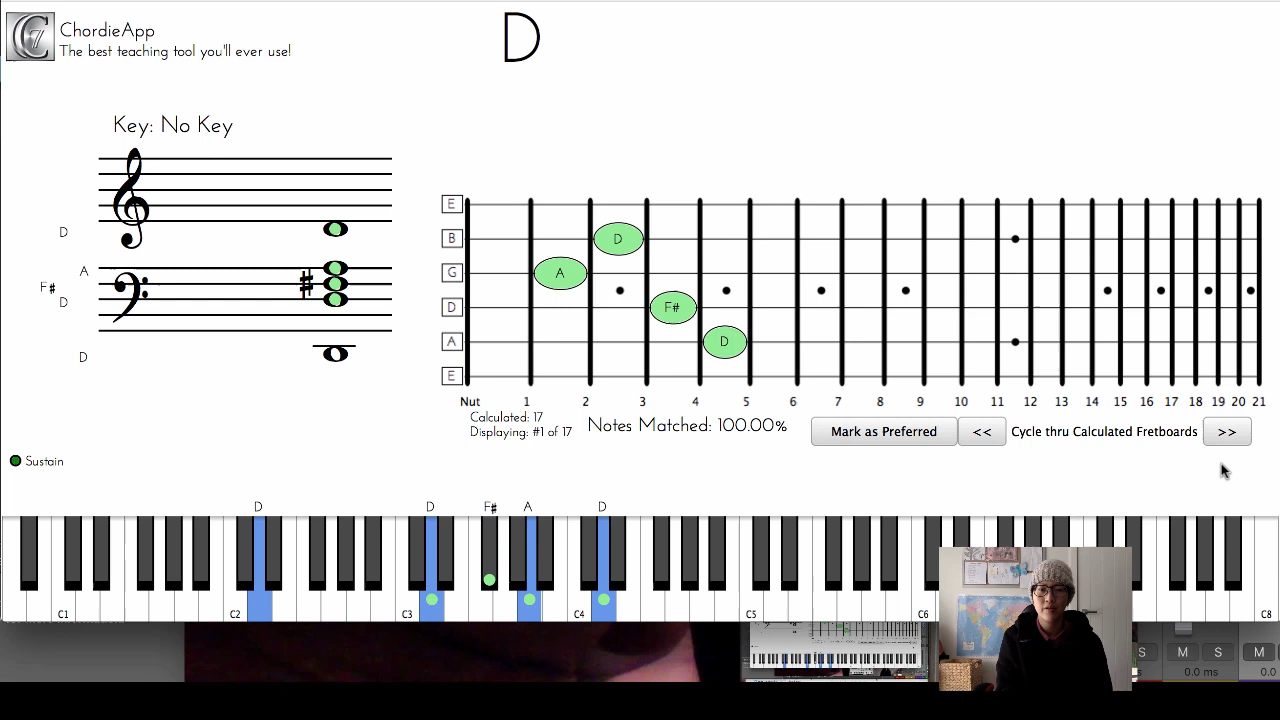 ChordieApp
The best teaching tool you'll ever use!
D
Key: No Key
D
A
F#
D
D
E
B
G
D
A
E
D
A
F#
D
Nut 1 2 3 4 5 6 7 8 9 10 11 12 13 14 15 16 17 18 19 20 21
Calculated: 17
Displaying: #1 of 17
Notes Matched: 100.00%
Mark as Preferred
<<
Cycle thru Calculated Fretboards
>>
Sustain
D D F# A D
C1 C2 C3 C4 C5 C6 C8
S M S M
0.0 ms 0.0